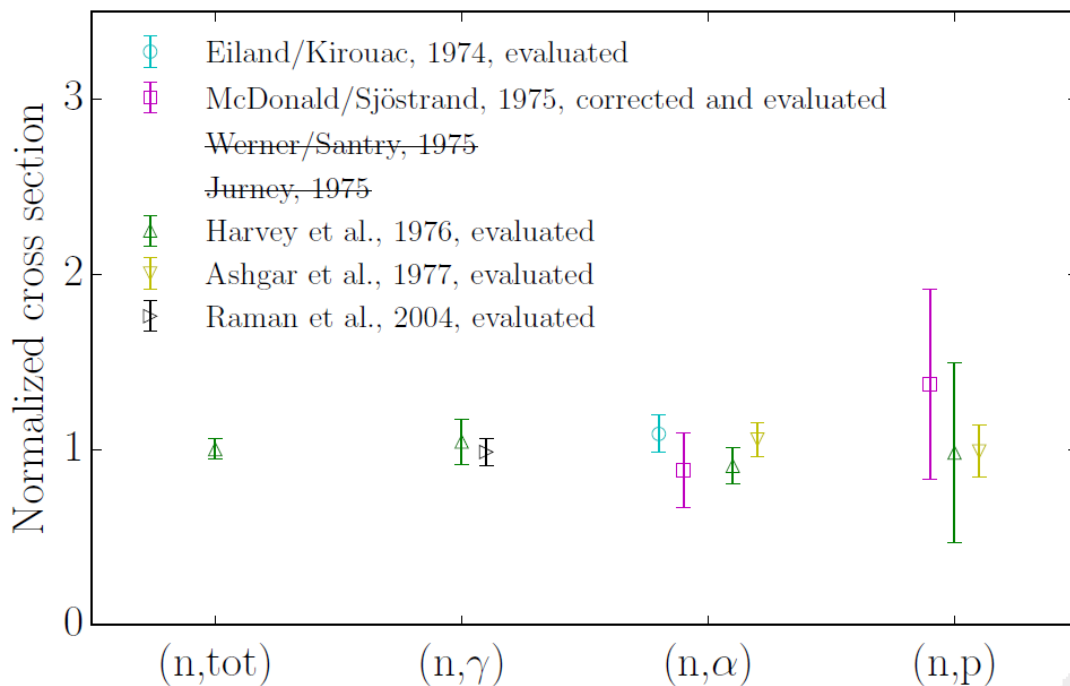 Eiland/Kirouac, 1974, evaluated
McDonald/Sjöstrand, 1975, corrected and evaluated
Werner/Santry, 1975
Jurney, 1975
Harvey et al., 1976, evaluated
Ashgar et al., 1977, evaluated
Raman et al., 2004, evaluated
Normalized cross section
3
2
1
0
(n,tot) (n,γ) (n,α) (n,p)